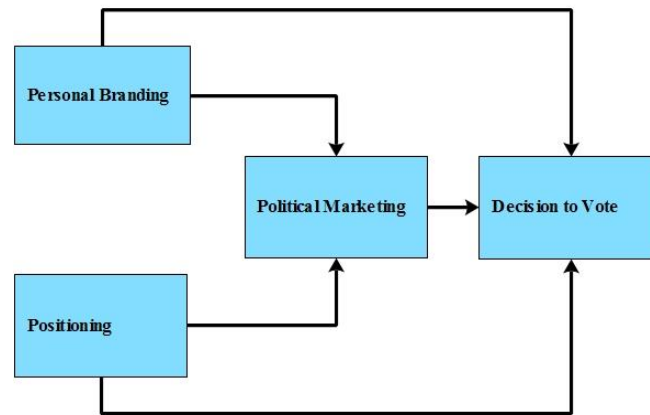 Personal Branding
Political Marketing
Decision to Vote
Positioning